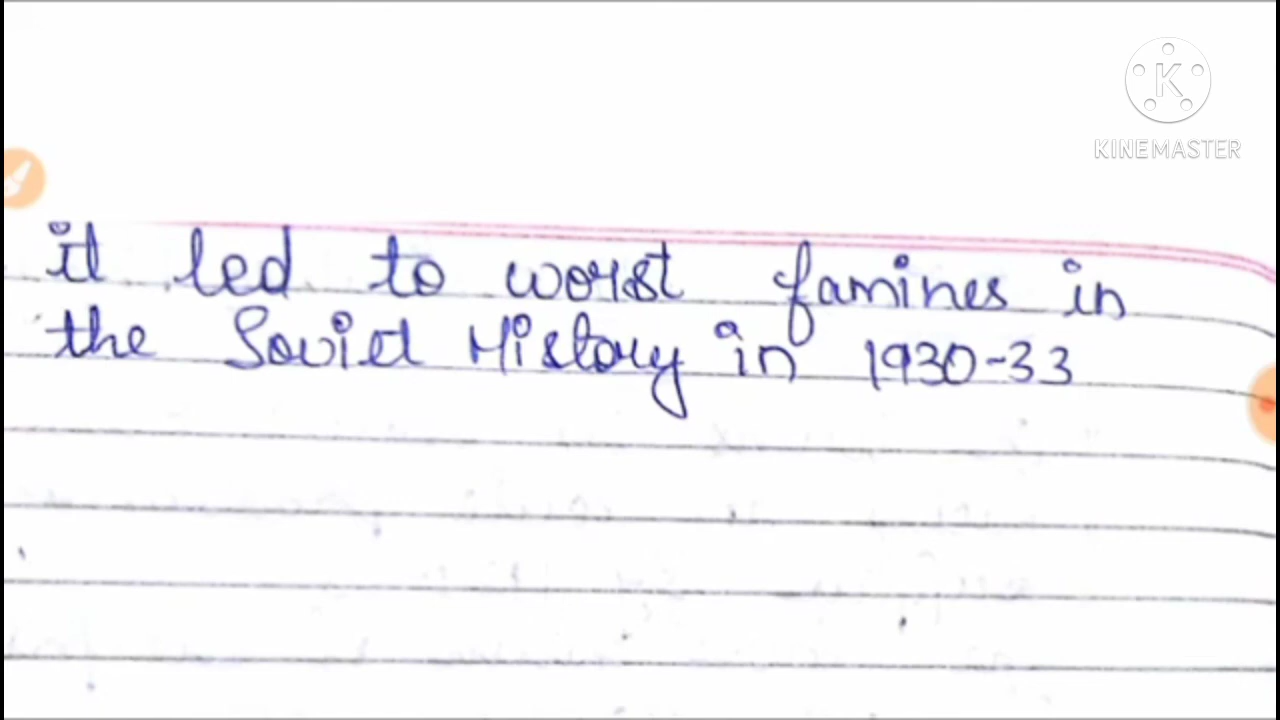 KINEMASTER
it led to worst famines in
the Soviet History in 1930-33